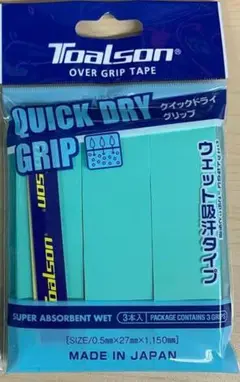 Toalson
OVER GRIP TAPE
QUICK DRY
GRIP
クイックドライ
グリップ
ウェット吸汗タイプ
Toalson
SUPER ABSORBENT WET
3本入
PACKAGE CONTAINS 3 GRIPS
[SIZE/0.5mm×27mm×1,150mm]
MADE IN JAPAN